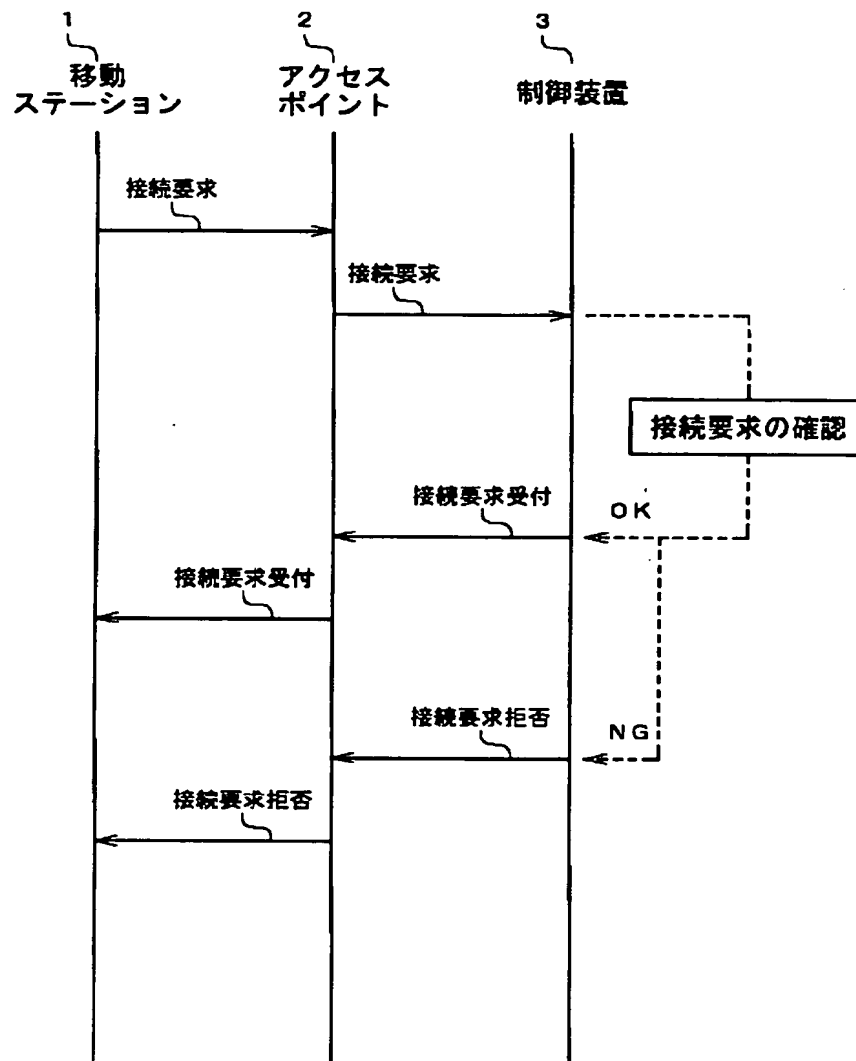 1
2
3
移動
ステーション
アクセス
ポイント
制御装置
接続要求
接続要求
接続要求の確認
接続要求受付
OK
接続要求受付
接続要求拒否
NG
接続要求拒否